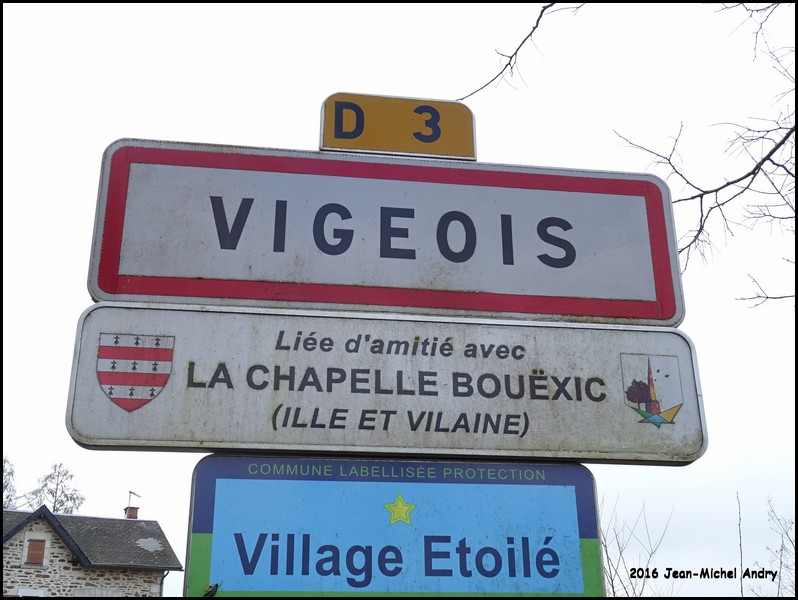 D 3
VIGEOIS
Liée d'amitié avec
LA CHAPELLE BOUËXIC
(ILLE ET VILAINE)
COMMUNE LABELLISÉE PROTECTION
Village Etoilé
2016 Jean-Michel Andry